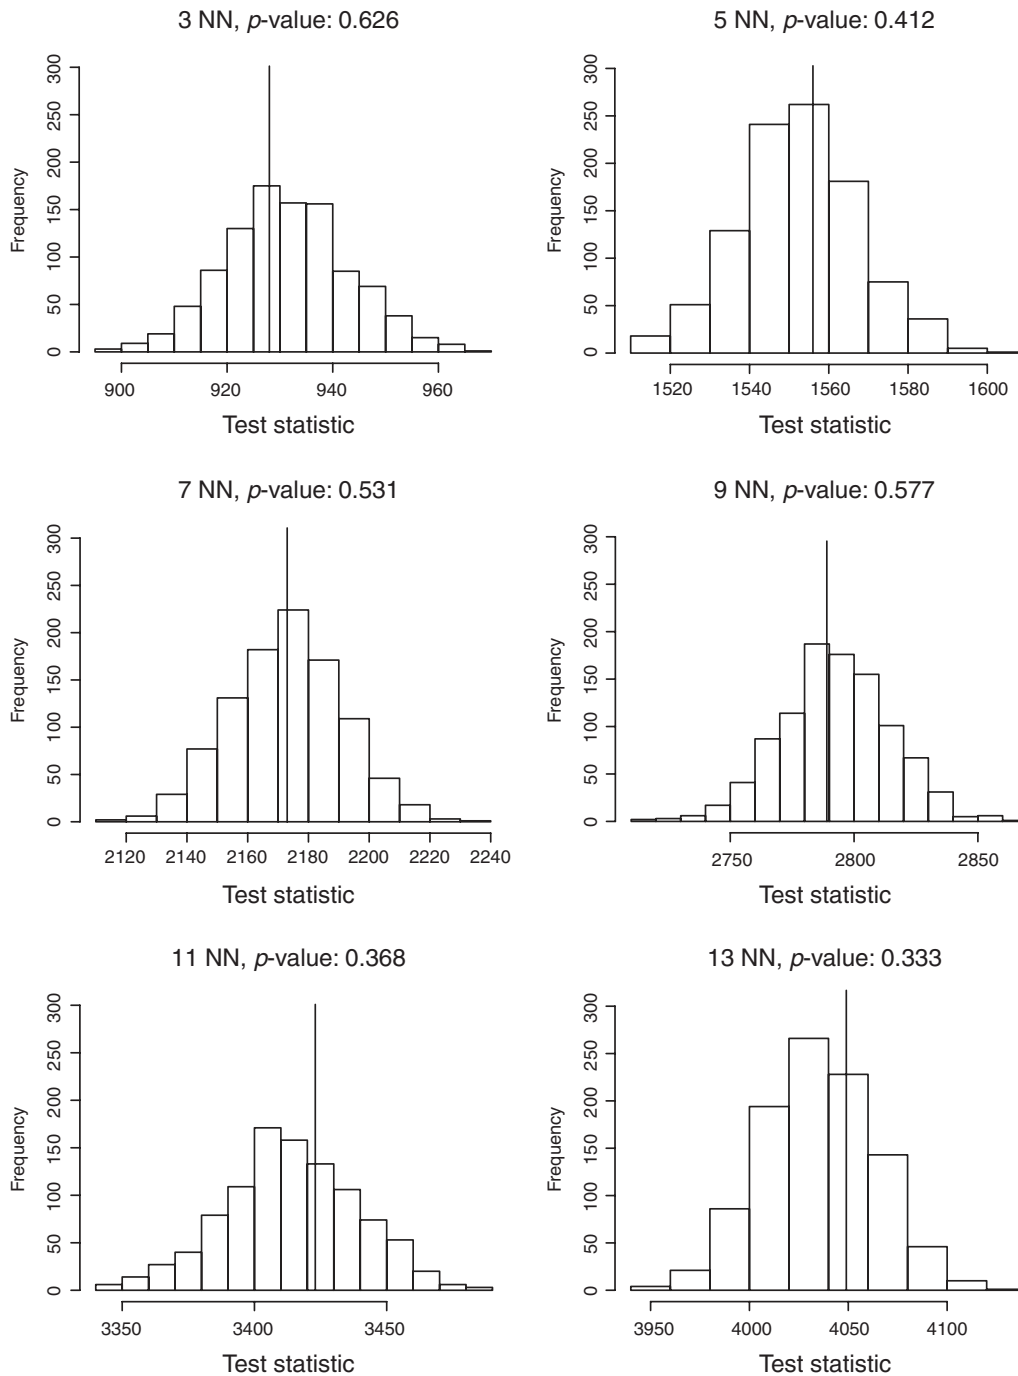 3 NN, p-value: 0.626
Frequency
0 50 100 150 200 250 300
900 920 940 960
Test statistic
5 NN, p-value: 0.412
Frequency
0 50 100 150 200 250 300
1520 1540 1560 1580 1600
Test statistic
7 NN, p-value: 0.531
Frequency
0 50 100 150 200 250 300
2120 2140 2160 2180 2200 2220 2240
Test statistic
9 NN, p-value: 0.577
Frequency
0 50 100 150 200 250 300
2750 2800 2850
Test statistic
11 NN, p-value: 0.368
Frequency
0 50 100 150 200 250 300
3350 3400 3450
Test statistic
13 NN, p-value: 0.333
Frequency
0 50 100 150 200 250 300
3950 4000 4050 4100
Test statistic